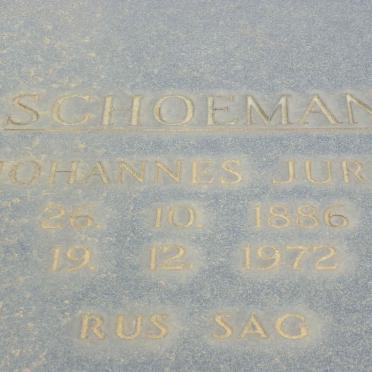 SCHOEMAN
JOHANNES JUR
26. 10. 1886
19. 12. 1972
RUS SAG